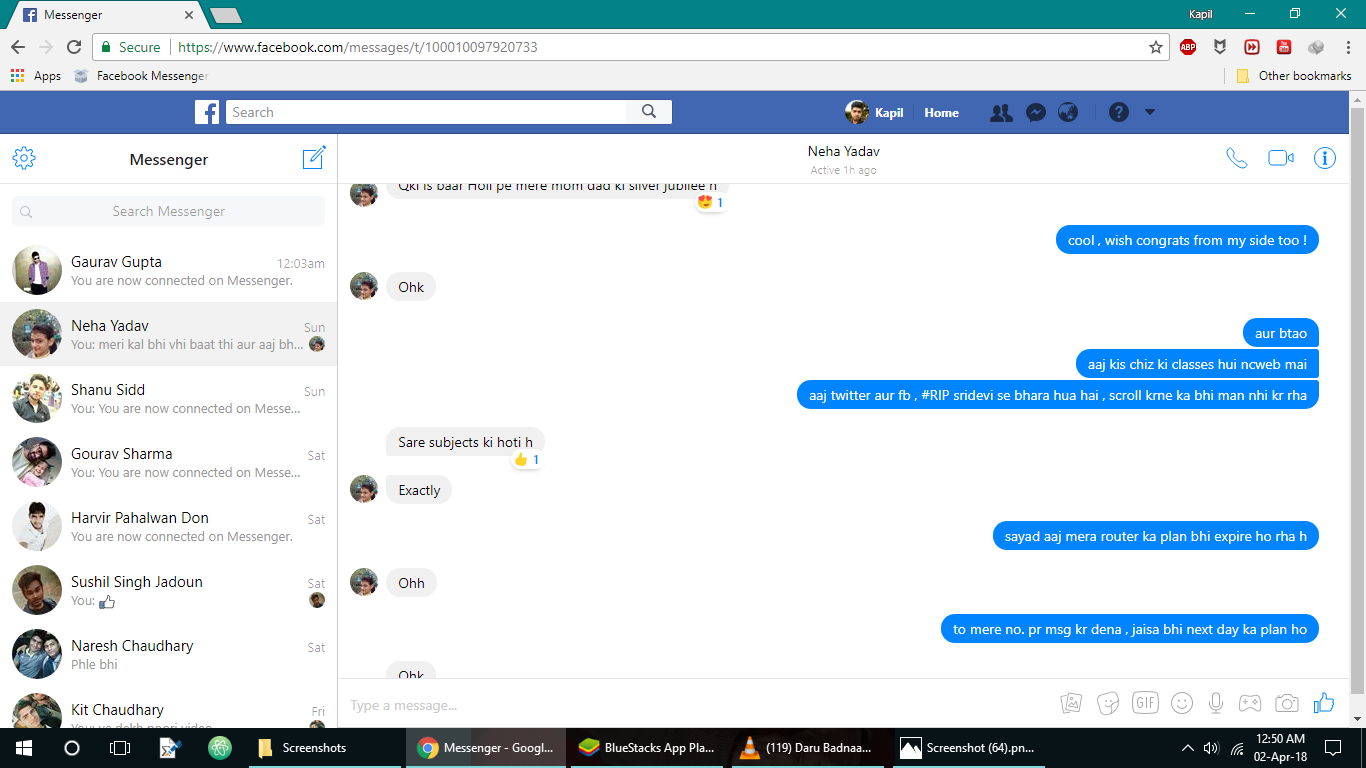 Messenger
Kapil
Secure
https://www.facebook.com/messages/t/100010097920733
ABP
Apps
Facebook Messenger
Other bookmarks
Search
Kapil
Home
Messenger
Search Messenger
Gaurav Gupta
12:03am
You are now connected on Messenger.
Neha Yadav
Sun
You: meri kal bhi vhi baat thi aur aaj bh...
Shanu Sidd
Sun
You: You are now connected on Messe...
Gourav Sharma
Sat
You: You are now connected on Messe...
Harvir Pahalwan Don
Sat
You are now connected on Messenger.
Sushil Singh Jadoun
Sat
You:
Naresh Chaudhary
Sat
Phle bhi
Kit Chaudhary
Fri
You: ye dekh poori video
Neha Yadav
Active 1h ago
Qki is baar Holi pe mere mom dad ki silver jubilee h
1
cool , wish congrats from my side too !
Ohk
aur btao
aaj kis chiz ki classes hui ncweb mai
aaj twitter aur fb , #RIP sridevi se bhara hua hai , scroll krne ka bhi man nhi kr rha
Sare subjects ki hoti h
1
Exactly
sayad aaj mera router ka plan bhi expire ho rha h
Ohh
to mere no. pr msg kr dena , jaisa bhi next day ka plan ho
Ohk
Type a message...
GIF
Screenshots
Messenger - Googl...
BlueStacks App Pla...
(119) Daru Badnaa...
Screenshot (64).pn...
12:50 AM
02-Apr-18